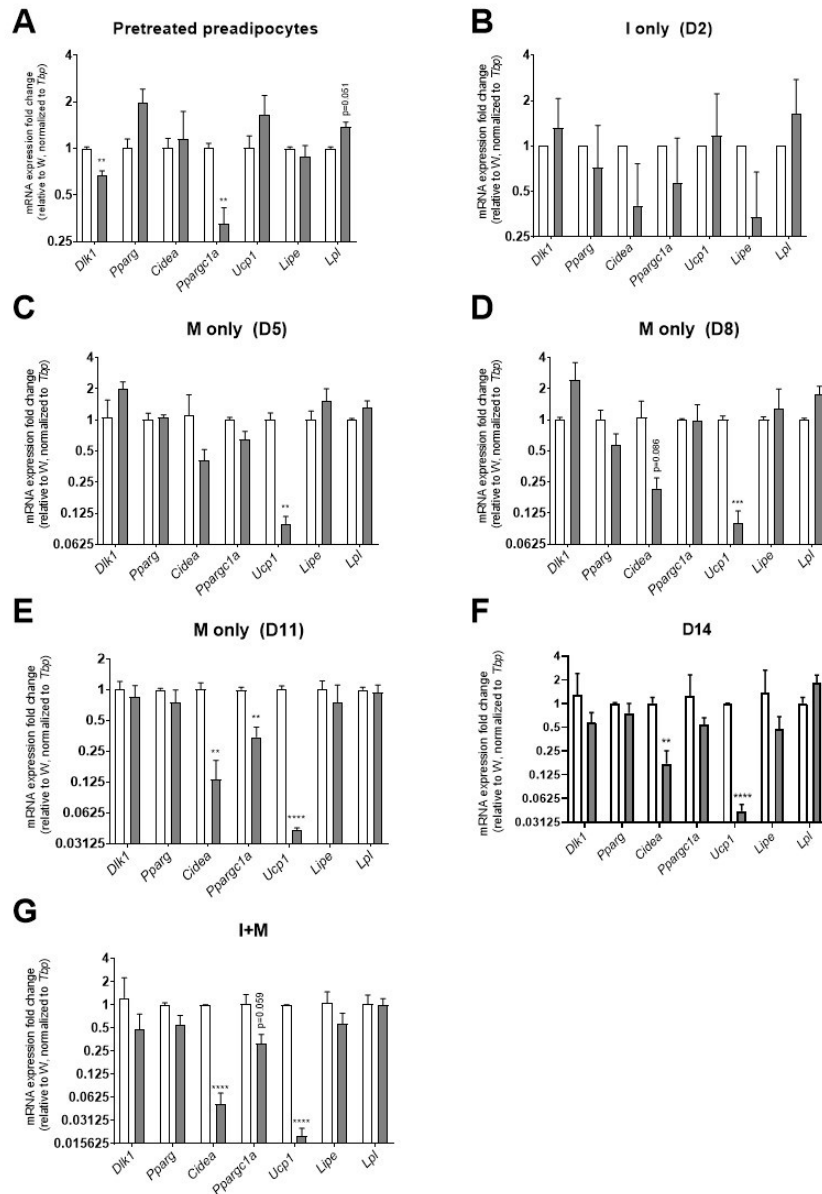 A
Pretreated preadipocytes
mRNA expression fold change
(relative to W, normalized to Tbp)
4
2
1
0.5
0.25
**
**
p=0.051
Dlk1
Pparg
Cidea
Ppargc1a
Ucp1
Lipe
Lpl
B
I only (D2)
mRNA expression fold change
(relative to W, normalized to Tbp)
4
2
1
0.5
0.25
Dlk1
Pparg
Cidea
Ppargc1a
Ucp1
Lipe
Lpl
C
M only (D5)
mRNA expression fold change
(relative to W, normalized to Tbp)
4
2
1
0.5
0.25
0.125
0.0625
**
Dlk1
Pparg
Cidea
Ppargc1a
Ucp1
Lipe
Lpl
D
M only (D8)
mRNA expression fold change
(relative to W, normalized to Tbp)
4
2
1
0.5
0.25
0.125
0.0625
p=0.086
***
Dlk1
Pparg
Cidea
Ppargc1a
Ucp1
Lipe
Lpl
E
M only (D11)
mRNA expression fold change
(relative to W, normalized to Tbp)
2
1
0.5
0.25
0.125
0.0625
0.03125
**
**
****
Dlk1
Pparg
Cidea
Ppargc1a
Ucp1
Lipe
Lpl
F
D14
mRNA expression fold change
(relative to W, normalized to Tbp)
4
2
1
0.5
0.25
0.125
0.0625
0.03125
**
****
Dlk1
Pparg
Cidea
Ppargc1a
Ucp1
Lipe
Lpl
G
I+M
mRNA expression fold change
(relative to W, normalized to Tbp)
4
2
1
0.5
0.25
0.125
0.0625
0.03125
0.015625
****
p=0.059
****
Dlk1
Pparg
Cidea
Ppargc1a
Ucp1
Lipe
Lpl